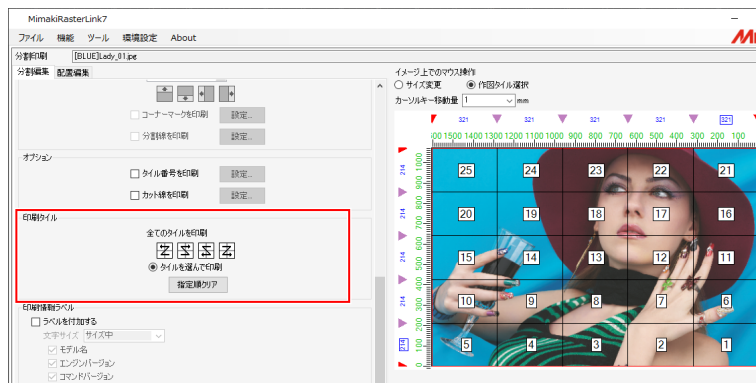 MimakiRasterLink7
ファイル 機能 ツール 環境設定 About
分割印刷 [BLUE]Lady_01.jpg
分割編集 配置編集
コーナーマークを印刷 設定...
分割線を印刷 設定...
オプション
タイル番号を印刷 設定...
カット線を印刷 設定...
印刷タイル
全てのタイルを印刷
タイルを選んで印刷
指定順クリア
印刷情報ラベル
ラベルを付加する
文字サイズ サイズ中
モデル名
エンジンバージョン
コマンドバージョン
イメージ上でのマウス操作
サイズ変更 作図タイル選択
カーソルキー移動量 1 mm
321 321 321 321 321
00 1500 1400 1300 1200 1100 1000 900 800 700 600 500 400 300 200 100
214 214 214 214 214
1000 900 800 700 600 500 400 300 200 100 0
25 24 23 22 21
20 19 18 17 16
15 14 13 12 11
10 9 8 7 6
5 4 3 2 1